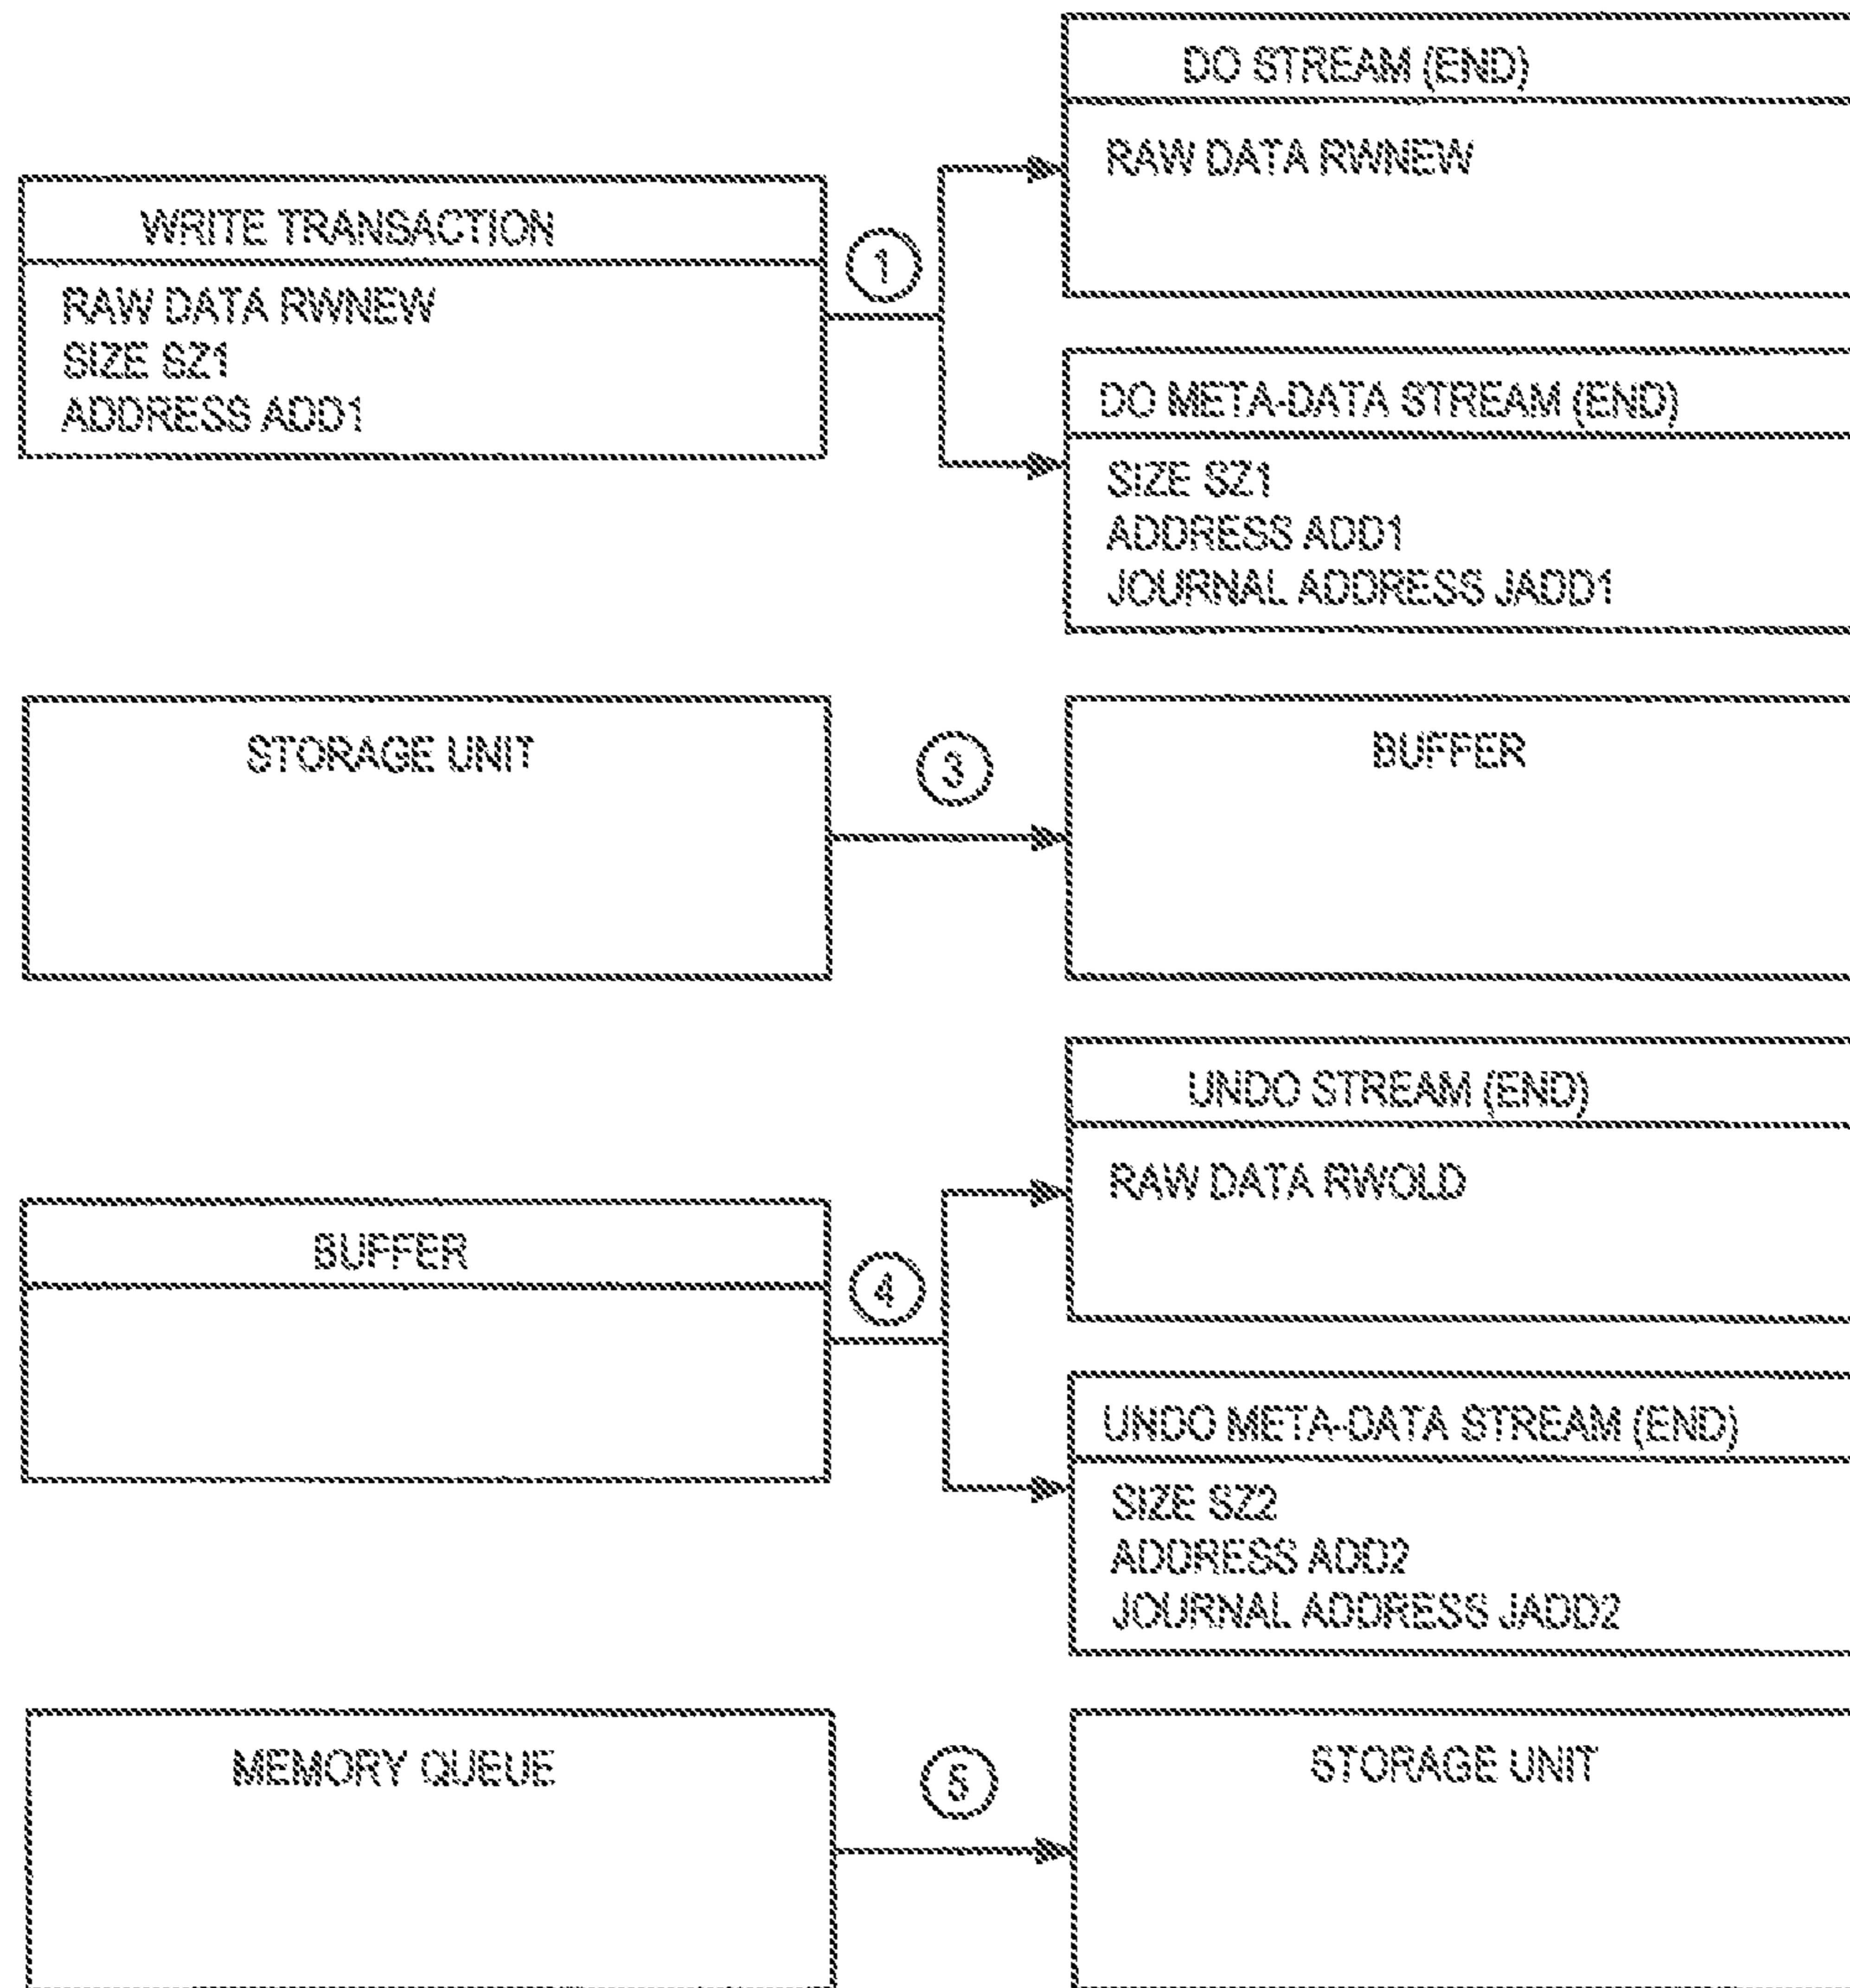 DO STREAM (END)
RAW DATA RWNEW
WRITE TRANSACTION
RAW DATA RWNEW
SIZE SZ1
ADDRESS ADD1
1
DO META-DATA STREAM (END)
SIZE SZ1
ADDRESS ADD1
JOURNAL ADDRESS JADD1
STORAGE UNIT
3
BUFFER
UNDO STREAM (END)
RAW DATA RWOLD
BUFFER
4
UNDO META-DATA STREAM (END)
SIZE SZ2
ADDRESS ADD2
JOURNAL ADDRESS JADD2
MEMORY QUEUE
5
STORAGE UNIT